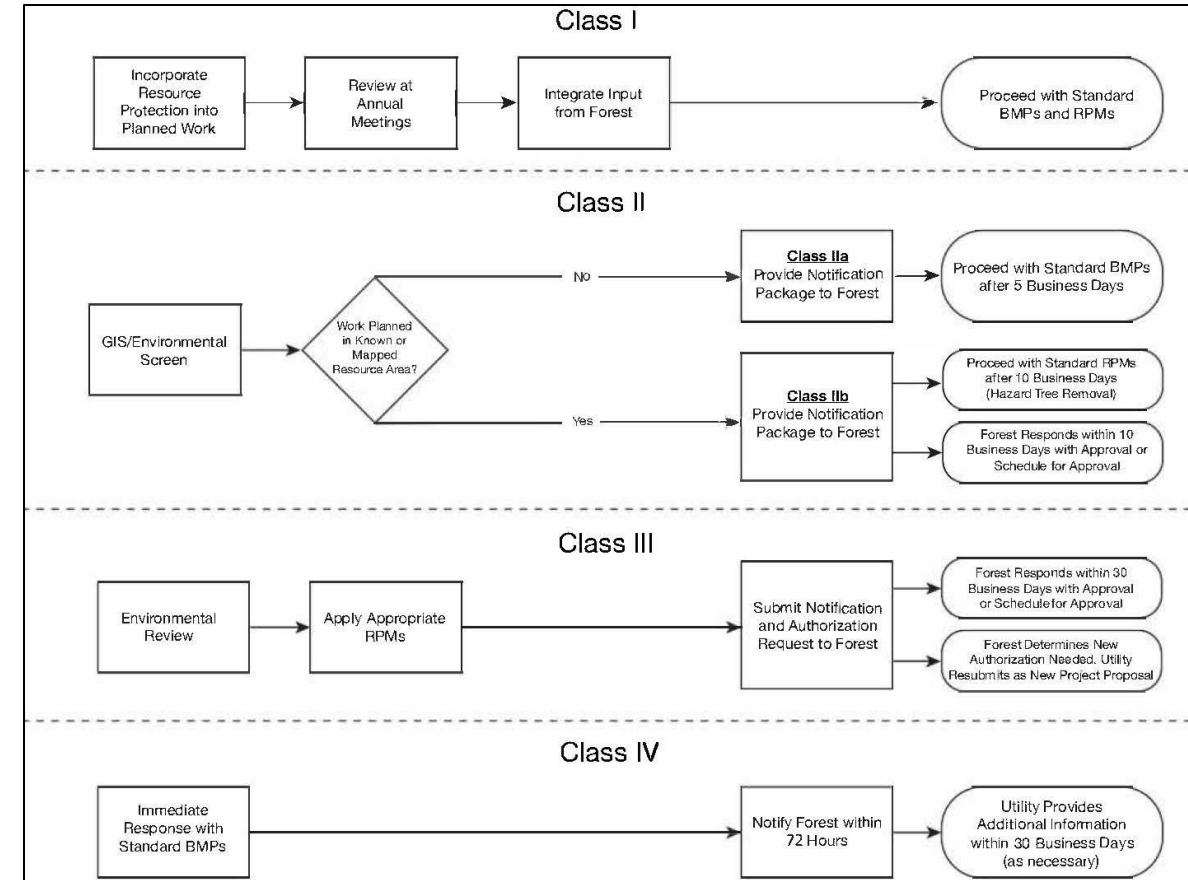 Class I
Incorporate
Resource
Protection into
Planned Work
Review at
Annual
Meetings
Integrate Input
from Forest
Proceed with Standard
BMPs and RPMs
Class II
GIS/Environmental
Screen
Work Planned
in Known or
Mapped
Resource Area?
No
Class IIa
Provide Notification
Package to Forest
Proceed with Standard BMPs
after 5 Business Days
Yes
Class IIb
Provide Notification
Package to Forest
Proceed with Standard RPMs
after 10 Business Days
(Hazard Tree Removal)
Forest Responds within 10
Business Days with Approval or
Schedule for Approval
Class III
Environmental
Review
Apply Appropriate
RPMs
Submit Notification
and Authorization
Request to Forest
Forest Responds within 30
Business Days with Approval
or Schedule for Approval
Forest Determines New
Authorization Needed. Utility
Resubmits as New Project Proposal
Class IV
Immediate
Response with
Standard BMPs
Notify Forest within
72 Hours
Utility Provides
Additional Information
within 30 Business Days
(as necessary)